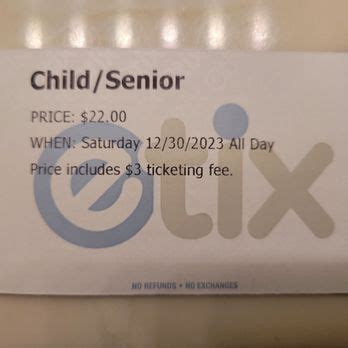 Child/Senior
PRICE: $22.00
WHEN: Saturday 12/30/2023 All Day
Price includes $3 ticketing fee.
etix
NO REFUNDS • NO EXCHANGES